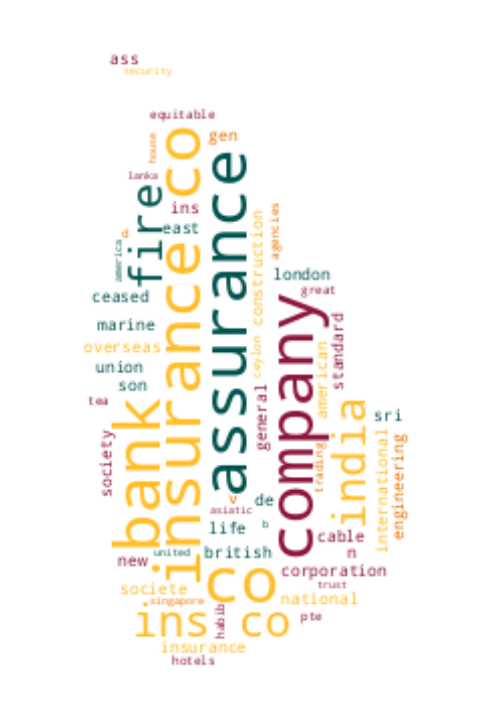 ass
security
equitable
house
insurance co
gen
assurance
lanka
fire
ins
east
d
america
construction
agencies
london
ceased
great
company
marine
standard
overseas
ceylon
american
union
son
general
tea
bank
india
sri
society
international
engineering
trading
v
de
asiatic
life
b
cable
united
british
n
new
co
corporation
societe
trust
singapore
national
habib
ins co
pte
insurance
hotels